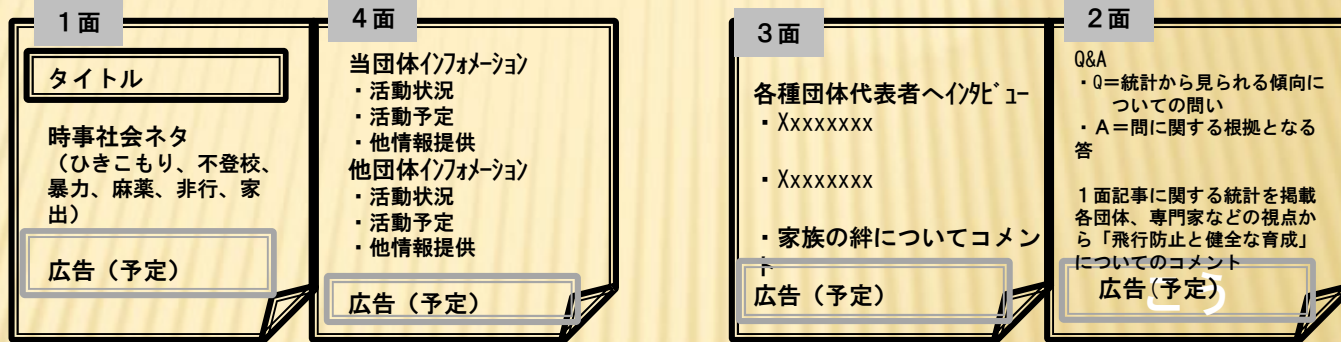 1面
タイトル
時事社会ネタ
（ひきこもり、不登校、
暴力、麻薬、非行、家
出）
広告（予定）
4面
当団体ｲﾝﾌｫﾒｰｼｮﾝ
・活動状況
・活動予定
・他情報提供
他団体ｲﾝﾌｫﾒｰｼｮﾝ
・活動状況
・活動予定
・他情報提供
広告（予定）
3面
各種団体代表者へｲﾝﾀﾋﾞｭｰ
・Xxxxxxxx
・Xxxxxxxx
・家族の絆についてコメン
ト
広告（予定）
2面
Q&A
・Q=統計から見られる傾向に
ついての問い
・A=問に関する根拠となる
答
1面記事に関する統計を掲載
各団体、専門家などの視点か
ら「飛行防止と健全な育成」
についてのコメント
広告(予定)
こう